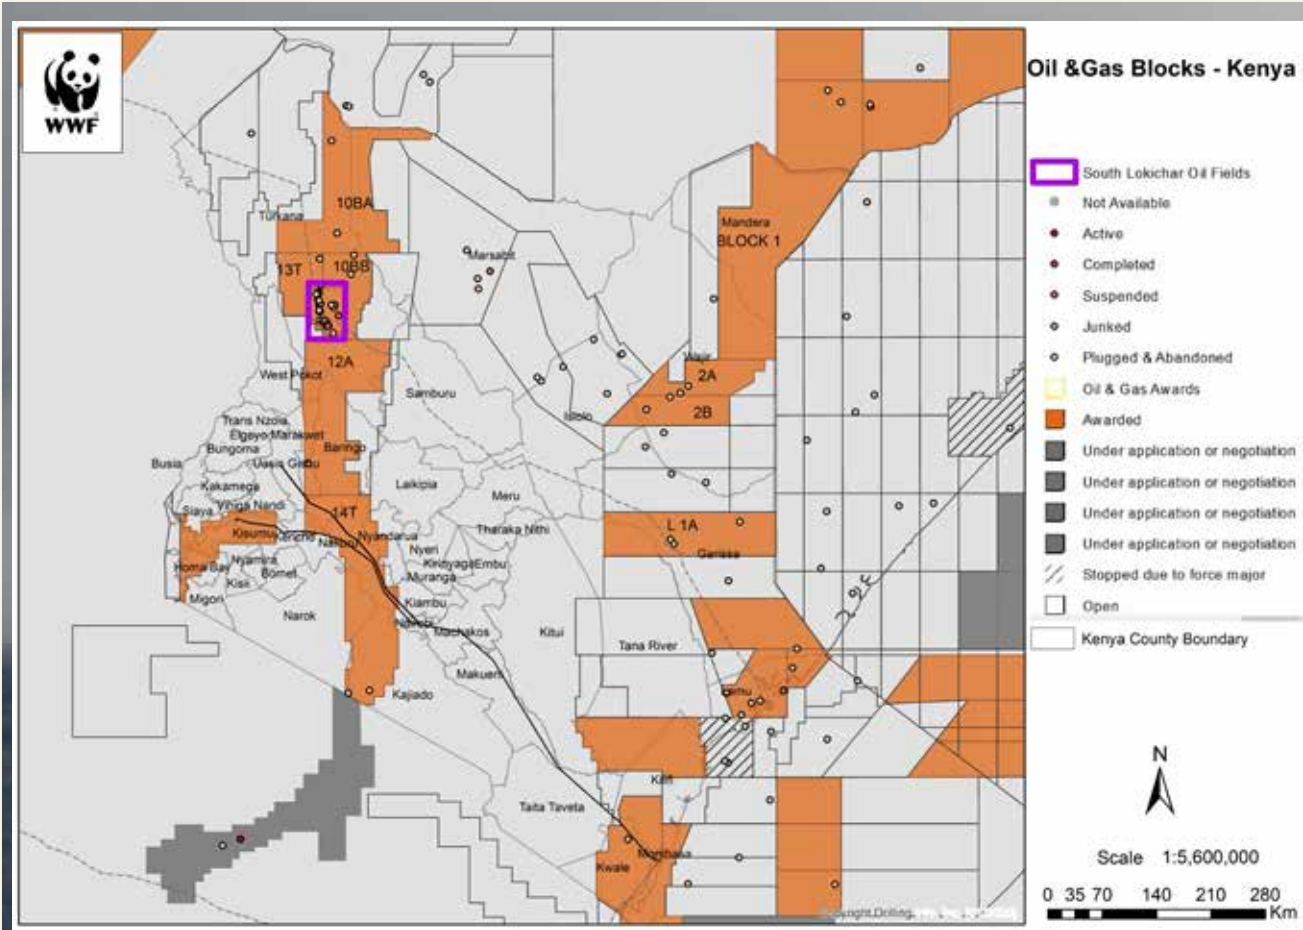 WWF
Oil &Gas Blocks - Kenya
South Lokichar Oil Fields
Not Available
Active
Completed
Suspended
Junked
Plugged & Abandoned
Oil & Gas Awards
Awarded
Under application or negotiation
Under application or negotiation
Under application or negotiation
Under application or negotiation
Stopped due to force major
Open
Kenya County Boundary
N
Scale 1:5,600,000
0 35 70 140 210 280
Km
10BA
Turkana
Mandera
BLOCK 1
Marsabit
13T
10BB
12A
Wajir
2A
West Pokot
Samburu
2B
Isiolo
Trans Nzoia
Elgeyo Marakwet
Bungoma
Baringo
Busia
Uasin Gishu
Laikipia
Kakamega
Meru
Vihiga Nandi
Siaya
14T
L 1A
Tharaka Nithi
Kisumu
Nyandarua
Garissa
Nyeri
Homa Bay
Nyamira
Kirinyaga Embu
Bomet
Muranga
Kisii
Migori
Kiambu
Narok
Nairobi
Machakos
Kitui
Tana River
Makueni
Kajiado
Kilifi
Taita Taveta
Mombasa
Kwale